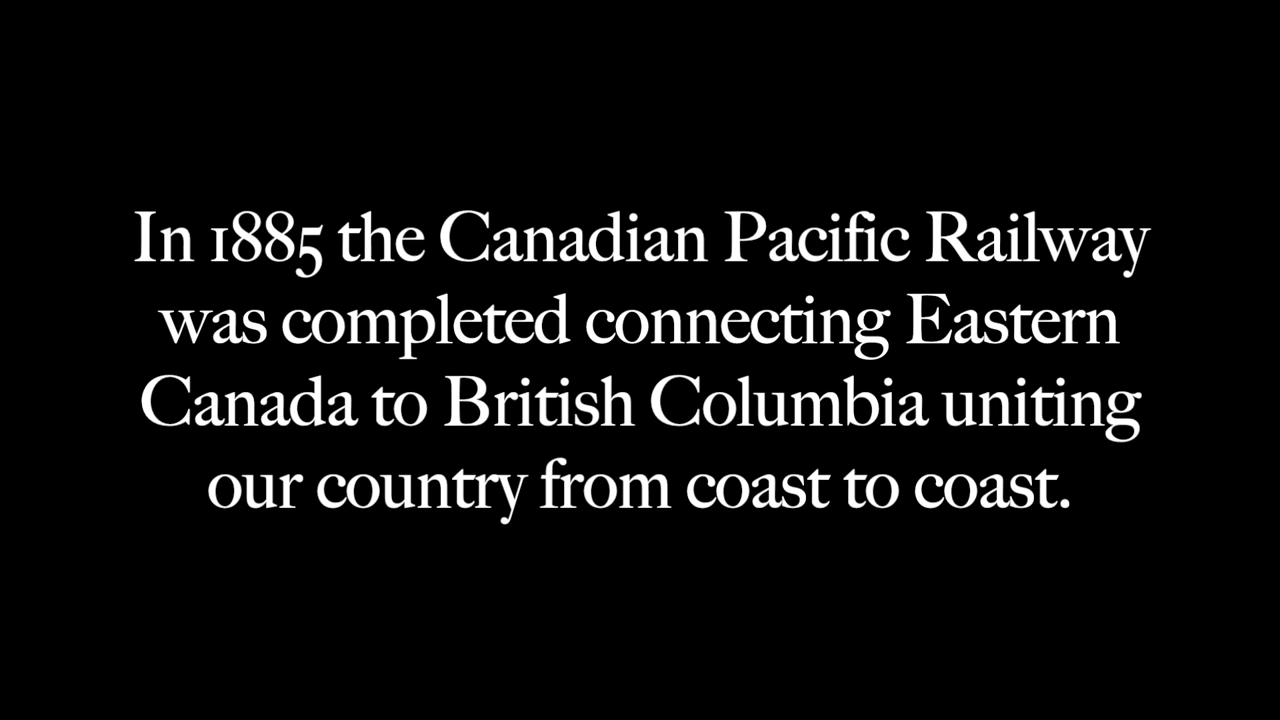 In 1885 the Canadian Pacific Railway
was completed connecting Eastern
Canada to British Columbia uniting
our country from coast to coast.